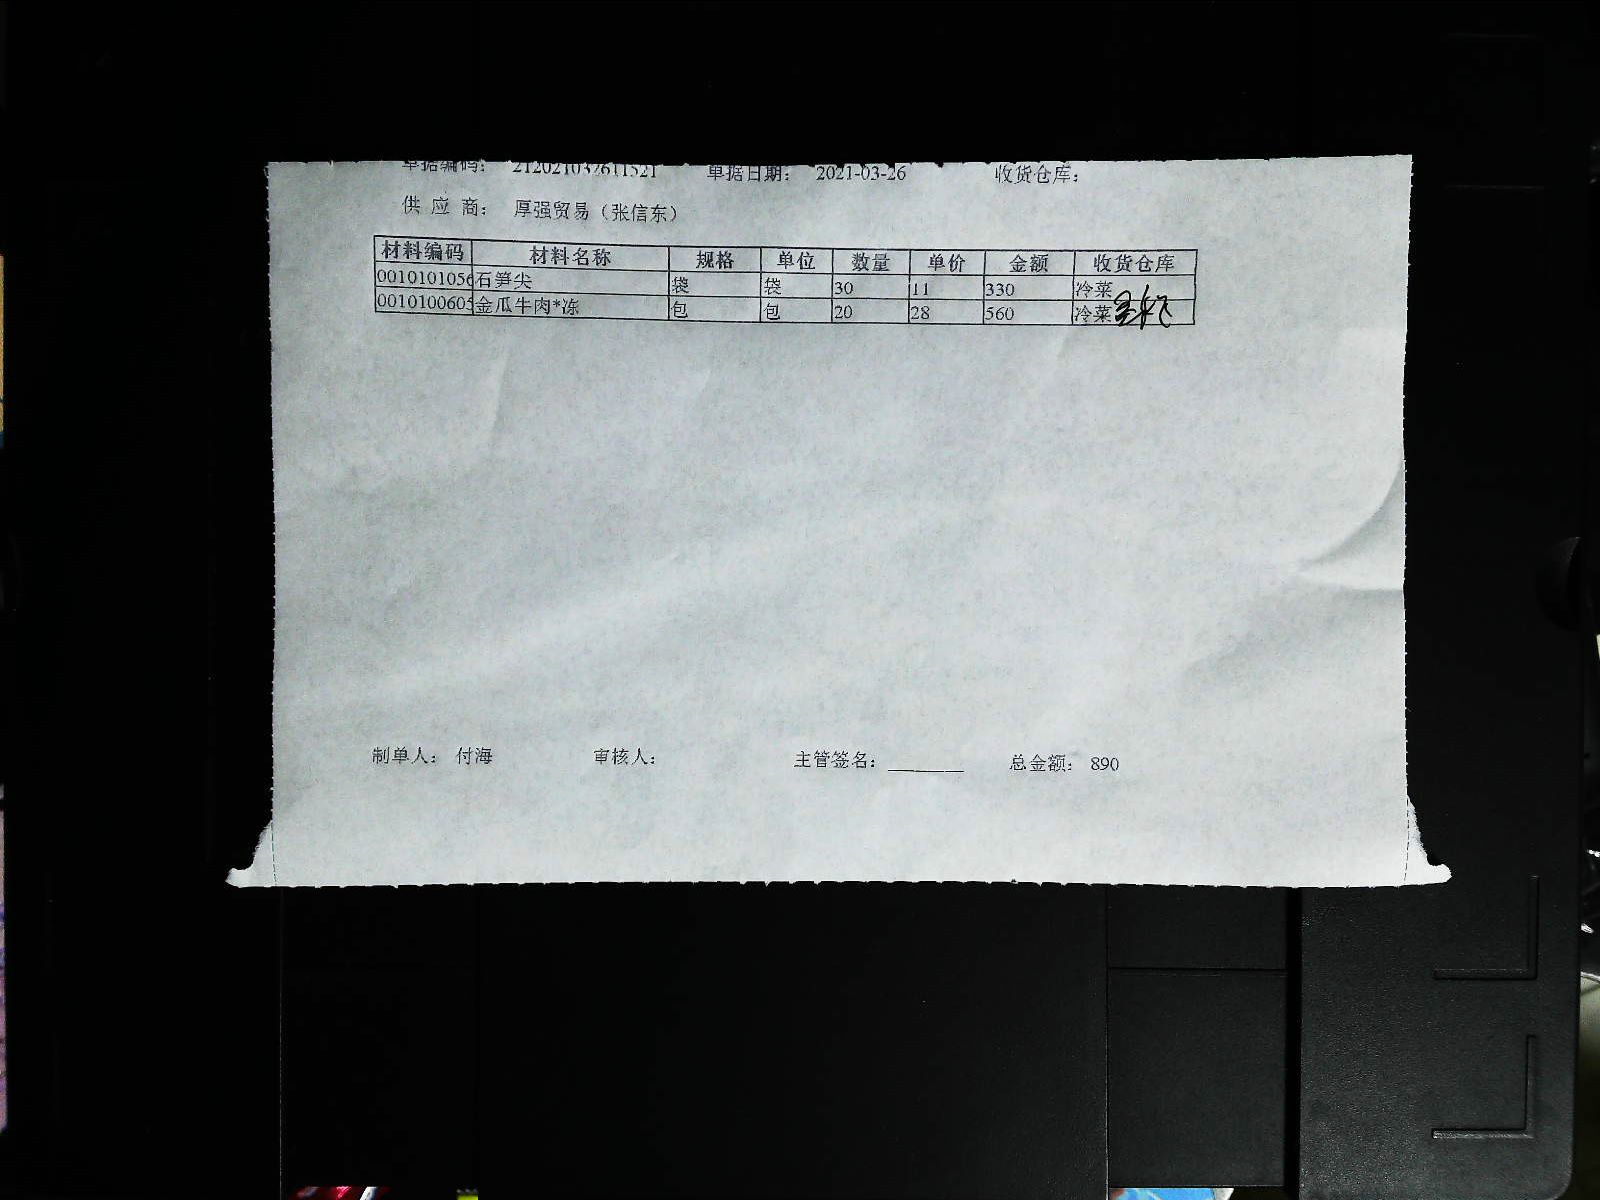 单据编码： 212021032611521 单据日期： 2021-03-26 收货仓库：
供 应 商： 厚强贸易（张信东）
材料编码 材料名称 规格 单位 数量 单价 金额 收货仓库
0010101056 石笋尖 袋 袋 30 11 330 冷菜
0010100605 金瓜牛肉*冻 包 包 20 28 560 冷菜
制单人： 付海 审核人： 主管签名：________ 总金额： 890